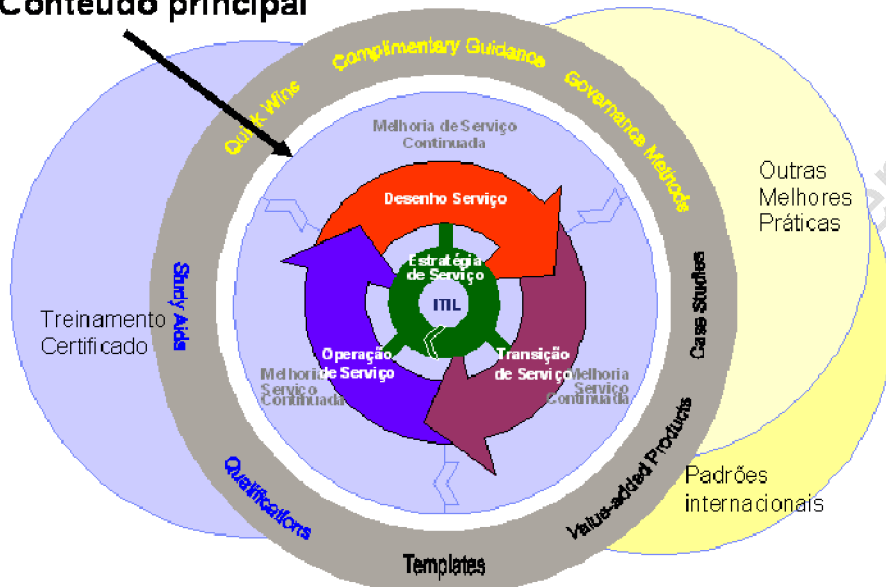 Conteúdo principal
Complimentary Guidance
Quick Wins
Governance Methods
Melhoria de Serviço
Continuada
Outras
Melhores
Práticas
Desenho Serviço
Estratégia
de Serviço
ITIL
Study Aids
Case Studies
Treinamento
Certificado
Operação
de Serviço
Transição
de Serviço
Melhoria
Serviço
Continuada
Melhoria
Serviço
Continuada
Qualifications
Value-added Products
Padrões
internacionais
Templates